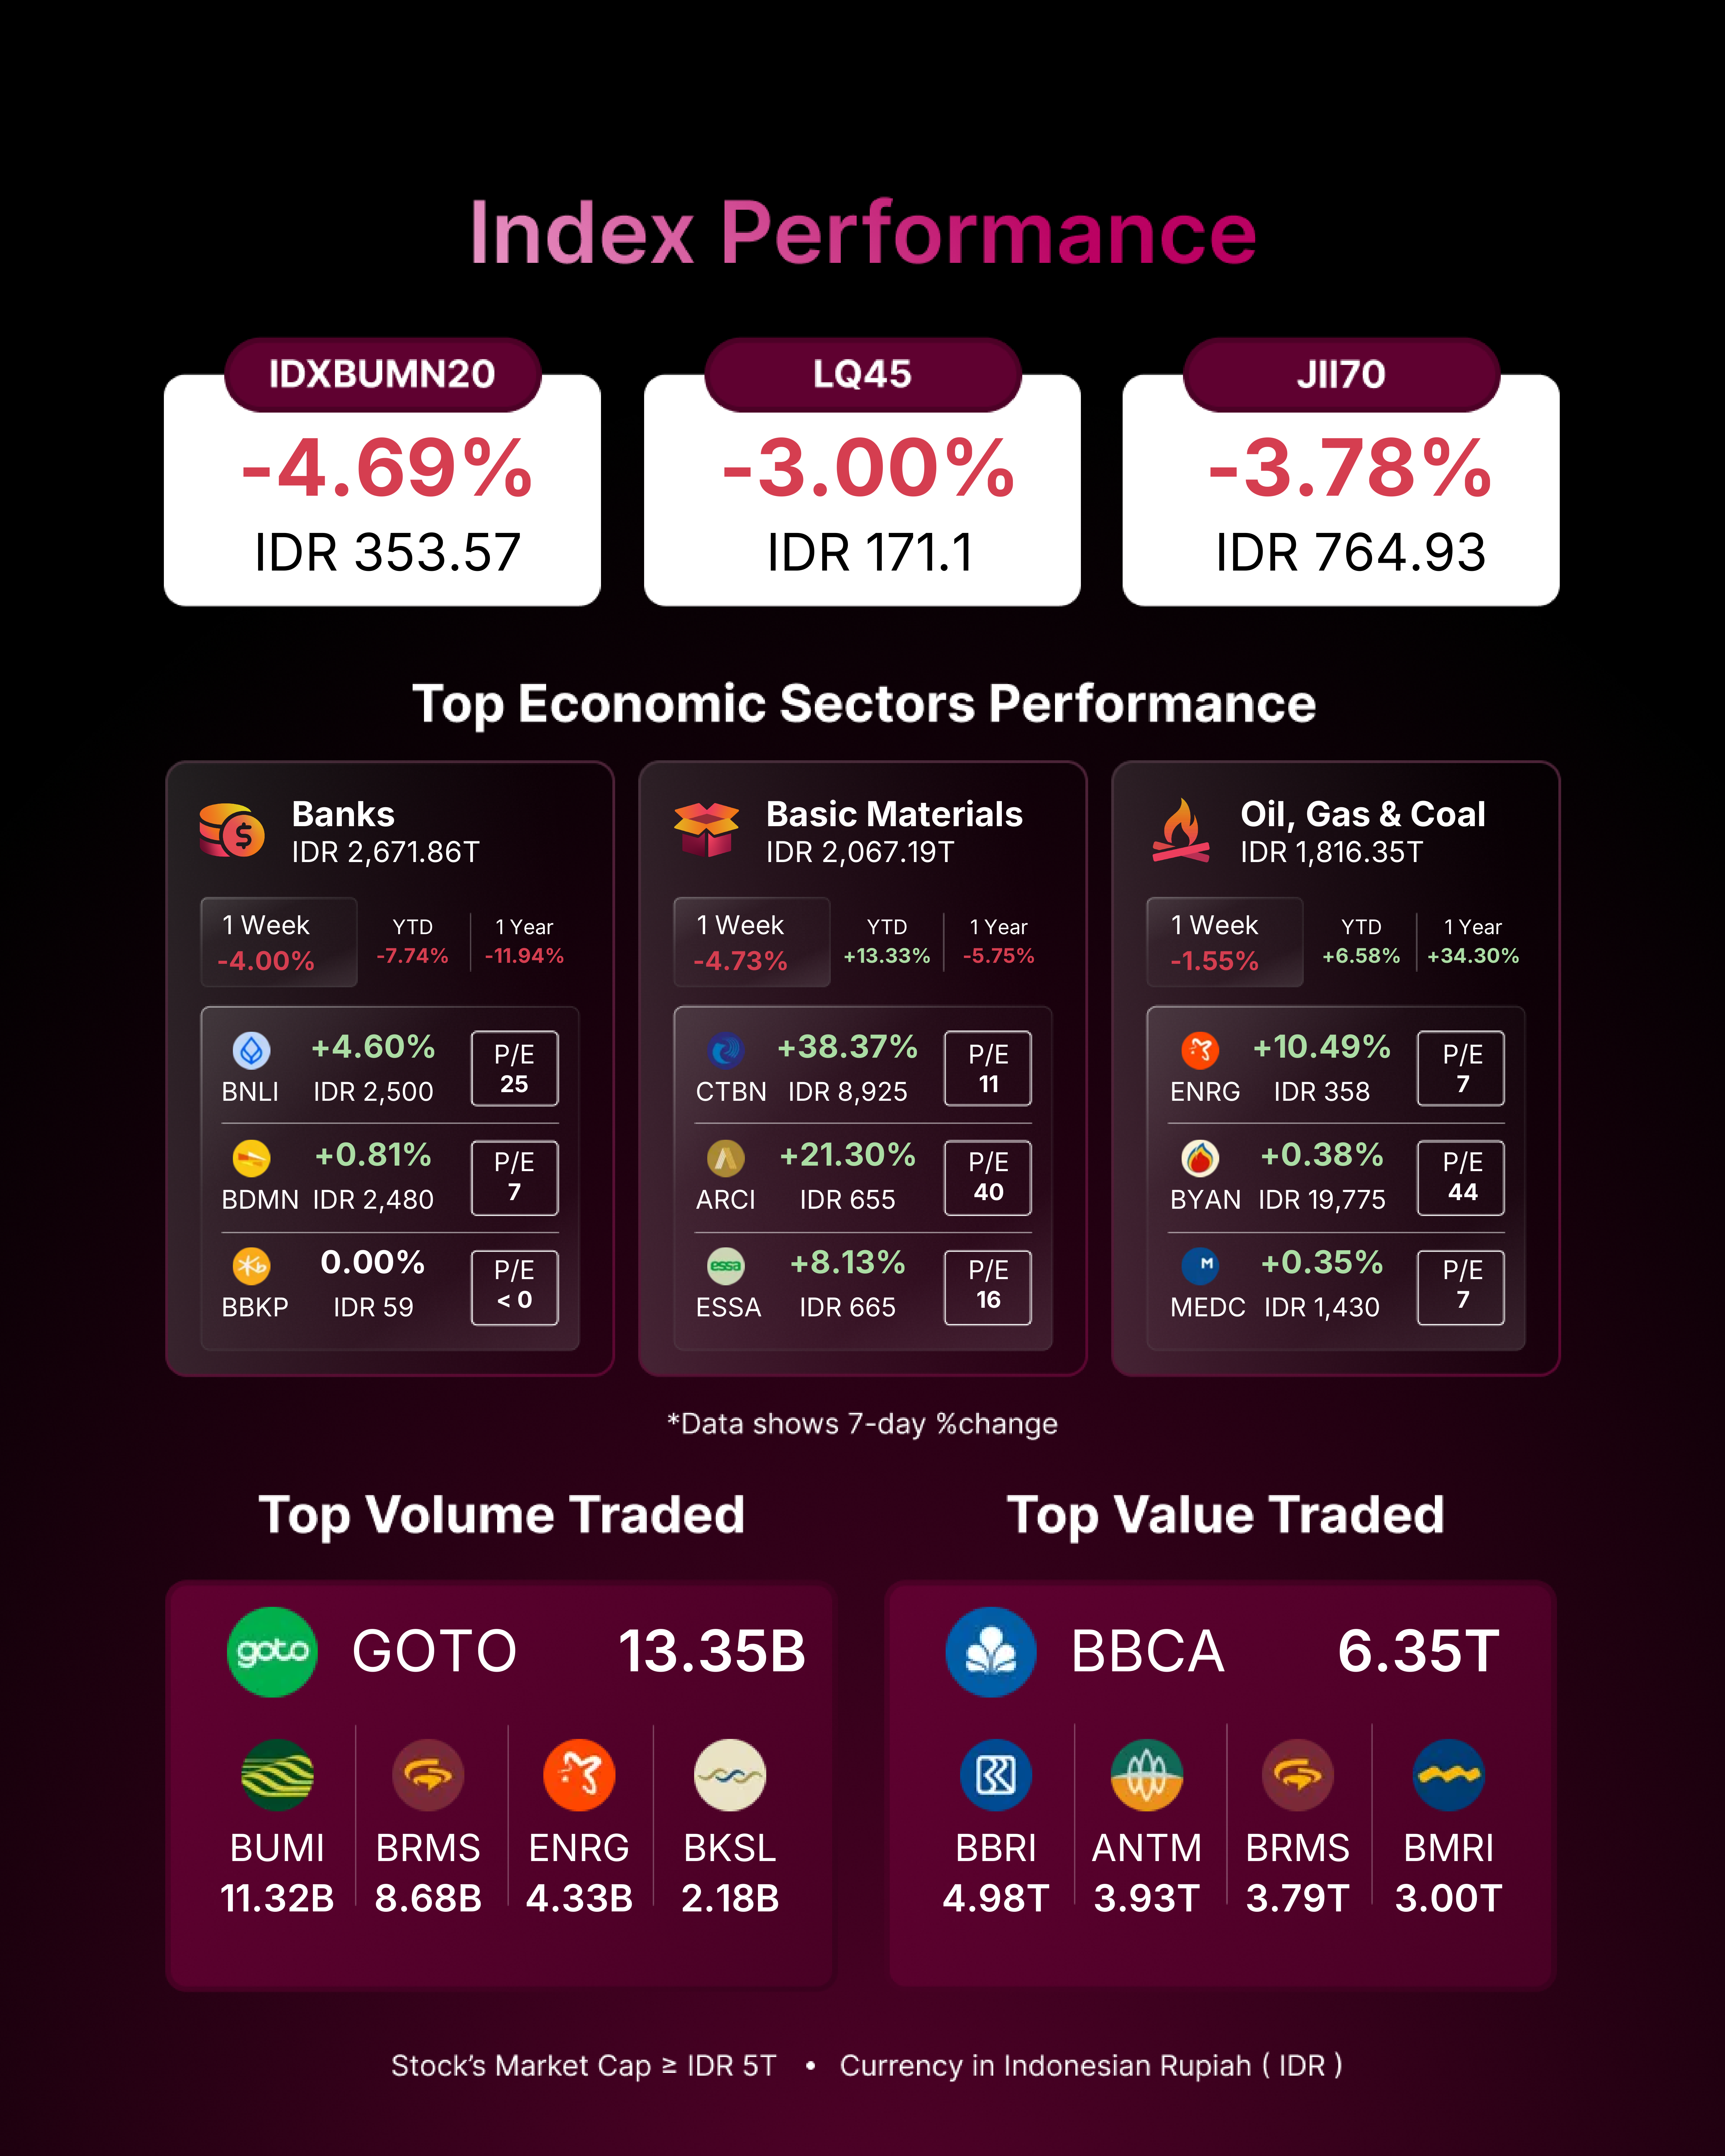 Index Performance
IDXBUMN20
-4.69%
IDR 353.57
LQ45
-3.00%
IDR 171.1
JII70
-3.78%
IDR 764.93
Top Economic Sectors Performance
Banks
IDR 2,671.86T
1 Week
-4.00%
YTD
-7.74%
1 Year
-11.94%
BNLI
+4.60%
IDR 2,500
P/E
25
BDMN
+0.81%
IDR 2,480
P/E
7
BBKP
0.00%
IDR 59
P/E
< 0
Basic Materials
IDR 2,067.19T
1 Week
-4.73%
YTD
+13.33%
1 Year
-5.75%
CTBN
+38.37%
IDR 8,925
P/E
11
ARCI
+21.30%
IDR 655
P/E
40
essa
ESSA
+8.13%
IDR 665
P/E
16
Oil, Gas & Coal
IDR 1,816.35T
1 Week
-1.55%
YTD
+6.58%
1 Year
+34.30%
ENRG
+10.49%
IDR 358
P/E
7
BYAN
+0.38%
IDR 19,775
P/E
44
M
MEDC
+0.35%
IDR 1,430
P/E
7
*Data shows 7-day %change
Top Volume Traded
goto
GOTO
13.35B
BUMI
11.32B
BRMS
8.68B
ENRG
4.33B
BKSL
2.18B
Top Value Traded
BBCA
6.35T
BBRI
4.98T
ANTM
3.93T
BRMS
3.79T
BMRI
3.00T
Stock's Market Cap ≥ IDR 5T • Currency in Indonesian Rupiah ( IDR )